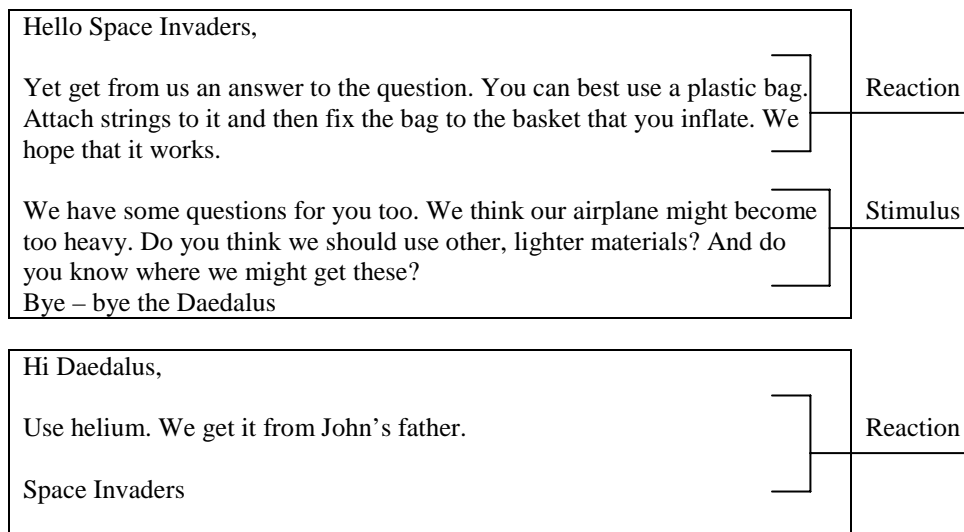 Hello Space Invaders,
Yet get from us an answer to the question. You can best use a plastic bag.
Reaction
Attach strings to it and then fix the bag to the basket that you inflate. We
hope that it works.
We have some questions for you too. We think our airplane might become
Stimulus
too heavy. Do you think we should use other, lighter materials? And do
you know where we might get these?
Bye – bye the Daedalus
Hi Daedalus,
Use helium. We get it from John’s father.
Reaction
Space Invaders